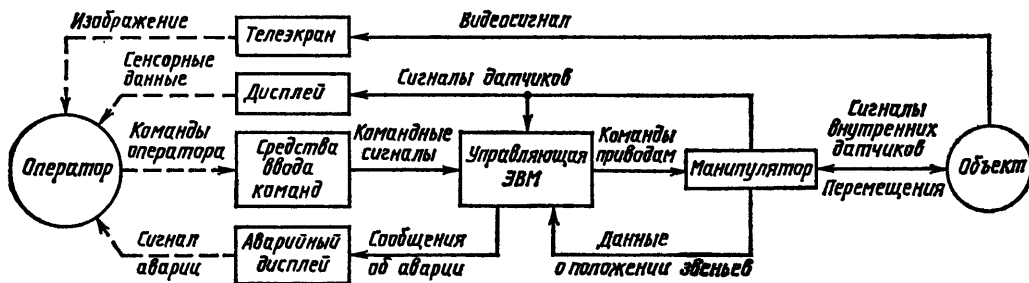 Изображение
Телеэкран
Видеосигнал
Сенсорные
данные
Дисплей
Сигналы датчиков
Оператор
Команды
оператора
Средства
ввода
команд
Командные
сигналы
Управляющая
ЭВМ
Команды
приводам
Манипулятор
Сигналы
внутренних
датчиков
Перемещения
Объект
Сигнал
аварии
Аварийный
дисплей
Сообщения
об аварии
Данные
о положении звеньев